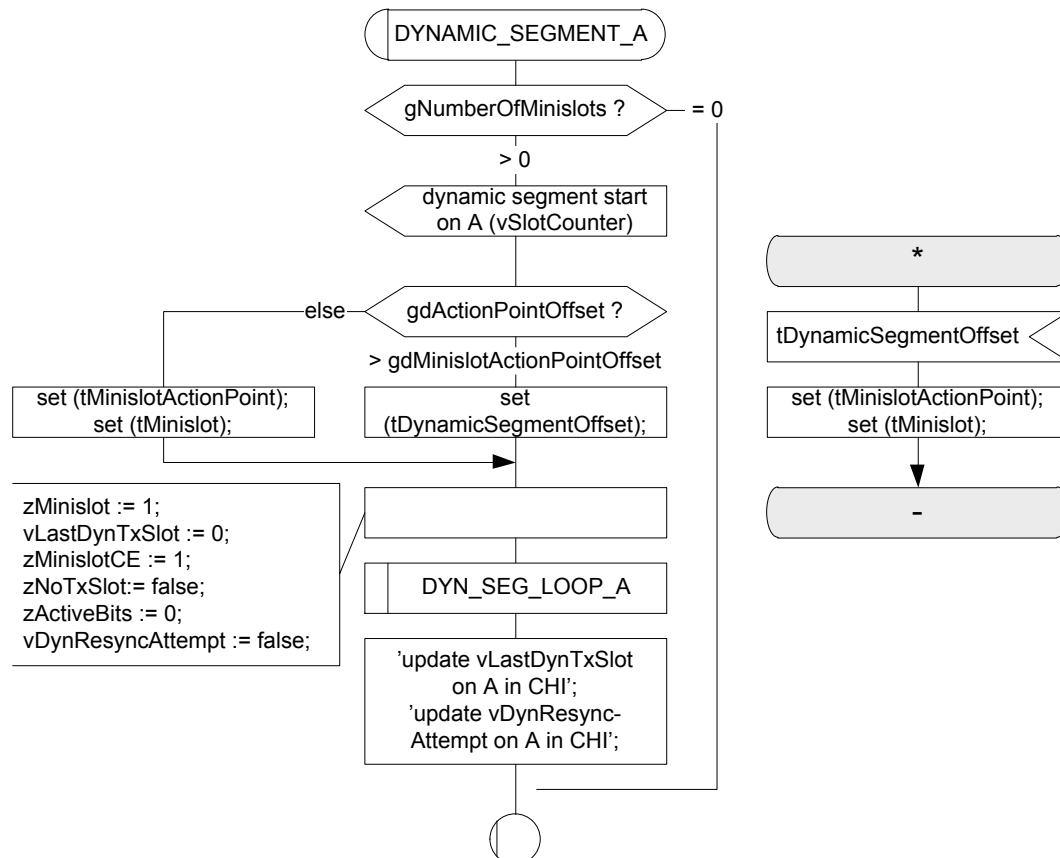 DYNAMIC_SEGMENT_A
gNumberOfMinislots ?
= 0
> 0
dynamic segment start
on A (vSlotCounter)
else
gdActionPointOffset ?
> gdMinislotActionPointOffset
set (tMinislotActionPoint);
set (tMinislot);
set
(tDynamicSegmentOffset);
zMinislot := 1;
vLastDynTxSlot := 0;
zMinislotCE := 1;
zNoTxSlot:= false;
zActiveBits := 0;
vDynResyncAttempt := false;
DYN_SEG_LOOP_A
'update vLastDynTxSlot
on A in CHI';
'update vDynResync-
Attempt on A in CHI';
*
tDynamicSegmentOffset
set (tMinislotActionPoint);
set (tMinislot);
-